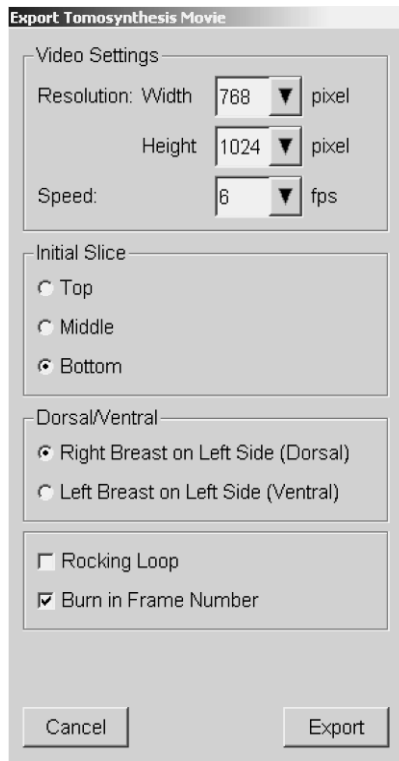 Export Tomosynthesis Movie
Video Settings
Resolution: Width 768 pixel
Height 1024 pixel
Speed: 6 fps
Initial Slice
Top
Middle
Bottom
Dorsal/Ventral
Right Breast on Left Side (Dorsal)
Left Breast on Left Side (Ventral)
Rocking Loop
Burn in Frame Number
Cancel Export